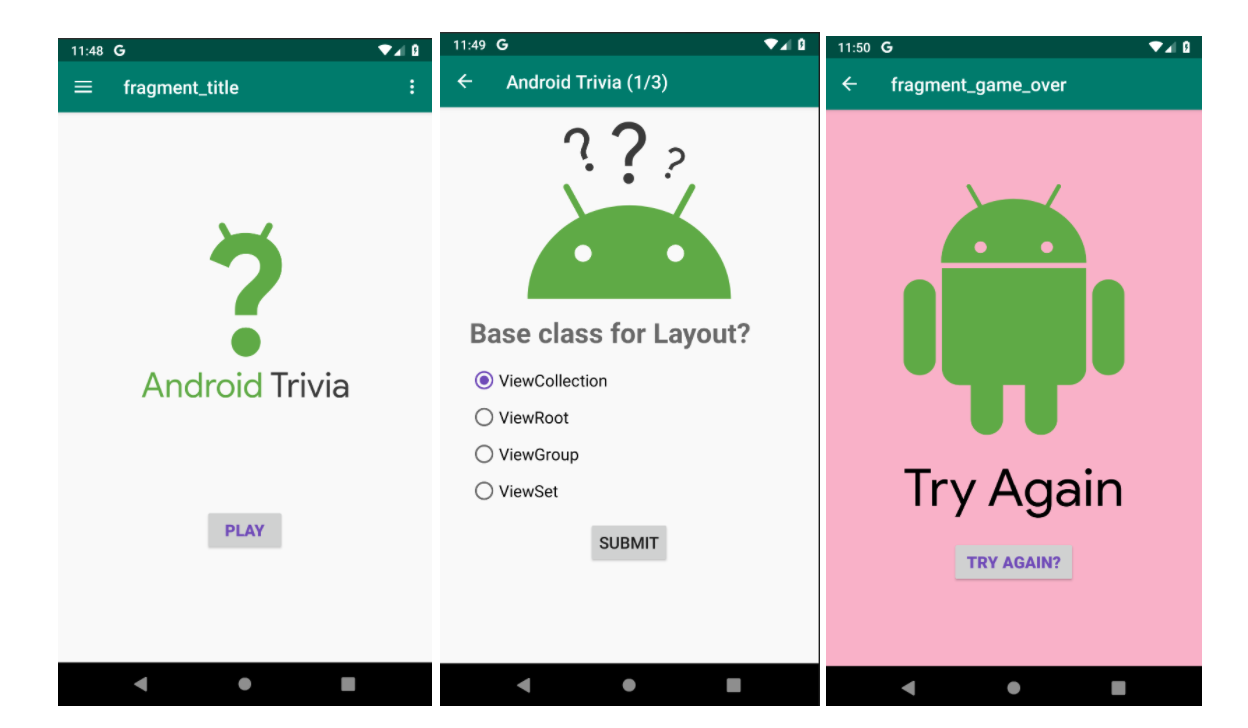 11:48 G
fragment_title
Android Trivia
PLAY
11:49 G
Android Trivia (1/3)
? ? ?
Base class for Layout?
ViewCollection
ViewRoot
ViewGroup
ViewSet
SUBMIT
11:50 G
fragment_game_over
Try Again
TRY AGAIN?